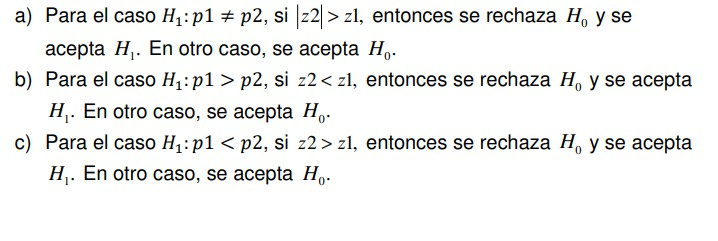 a) Para el caso H₁: p1 ≠ p2, si |z2| > z1, entonces se rechaza H₀ y se
acepta H₁. En otro caso, se acepta H₀.
b) Para el caso H₁: p1 > p2, si z2 < z1, entonces se rechaza H₀ y se acepta
H₁. En otro caso, se acepta H₀.
c) Para el caso H₁: p1 < p2, si z2 > z1, entonces se rechaza H₀ y se acepta
H₁. En otro caso, se acepta H₀.